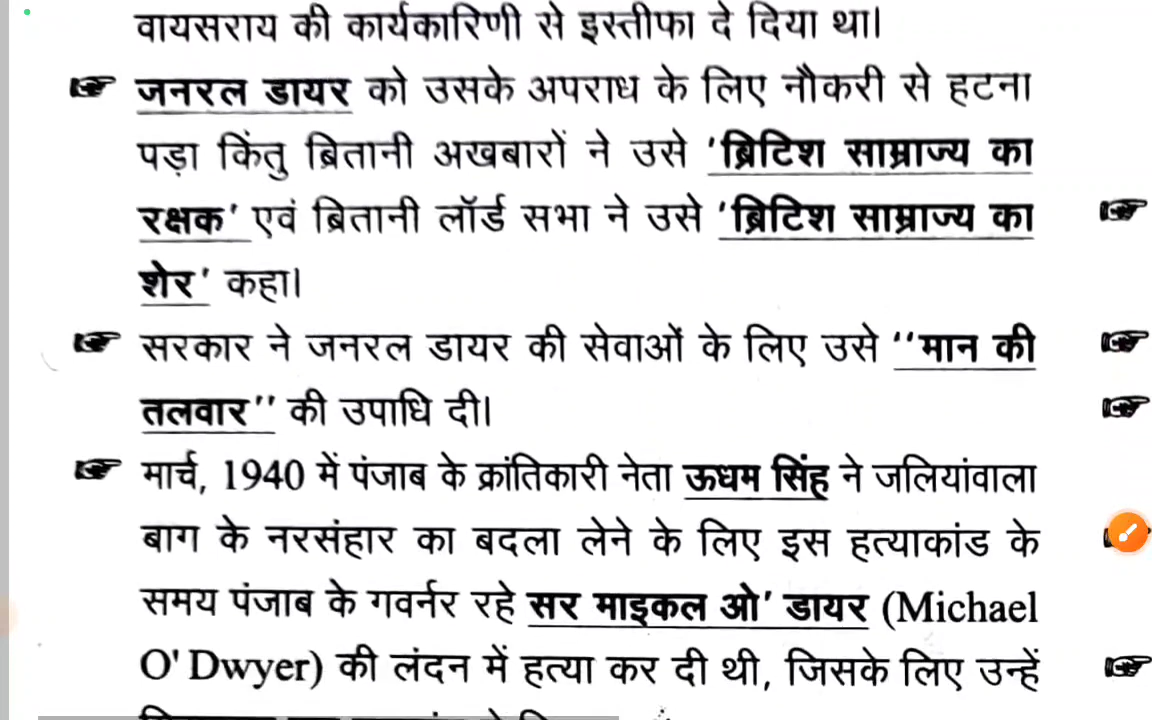 वायसराय की कार्यकारिणी से इस्तीफा दे दिया था।
जनरल डायर को उसके अपराध के लिए नौकरी से हटना
पड़ा किंतु ब्रितानी अखबारों ने उसे 'ब्रिटिश साम्राज्य का
रक्षक' एवं ब्रितानी लॉर्ड सभा ने उसे 'ब्रिटिश साम्राज्य का
शेर' कहा।
सरकार ने जनरल डायर की सेवाओं के लिए उसे ''मान की
तलवार'' की उपाधि दी।
मार्च, 1940 में पंजाब के क्रांतिकारी नेता ऊधम सिंह ने जलियांवाला
बाग के नरसंहार का बदला लेने के लिए इस हत्याकांड के
समय पंजाब के गवर्नर रहे सर माइकल ओ' डायर (Michael
O' Dwyer) की लंदन में हत्या कर दी थी, जिसके लिए उन्हें